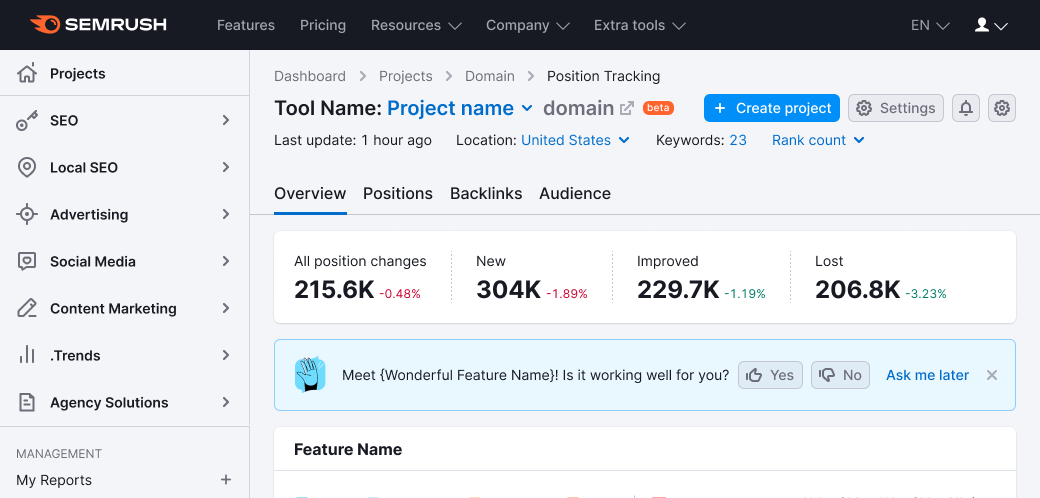 SEMRUSH Features Pricing Resources Company Extra tools EN
Projects
SEO
Local SEO
Advertising
Social Media
Content Marketing
.Trends
Agency Solutions
MANAGEMENT
My Reports
Dashboard Projects Domain Position Tracking
Tool Name: Project name domain beta + Create project Settings
Last update: 1 hour ago Location: United States Keywords: 23 Rank count
Overview Positions Backlinks Audience
All position changes New Improved Lost
215.6K -0.48% 304K -1.89% 229.7K -1.19% 206.8K -3.23%
Meet {Wonderful Feature Name}! Is it working well for you? Yes No Ask me later
Feature Name